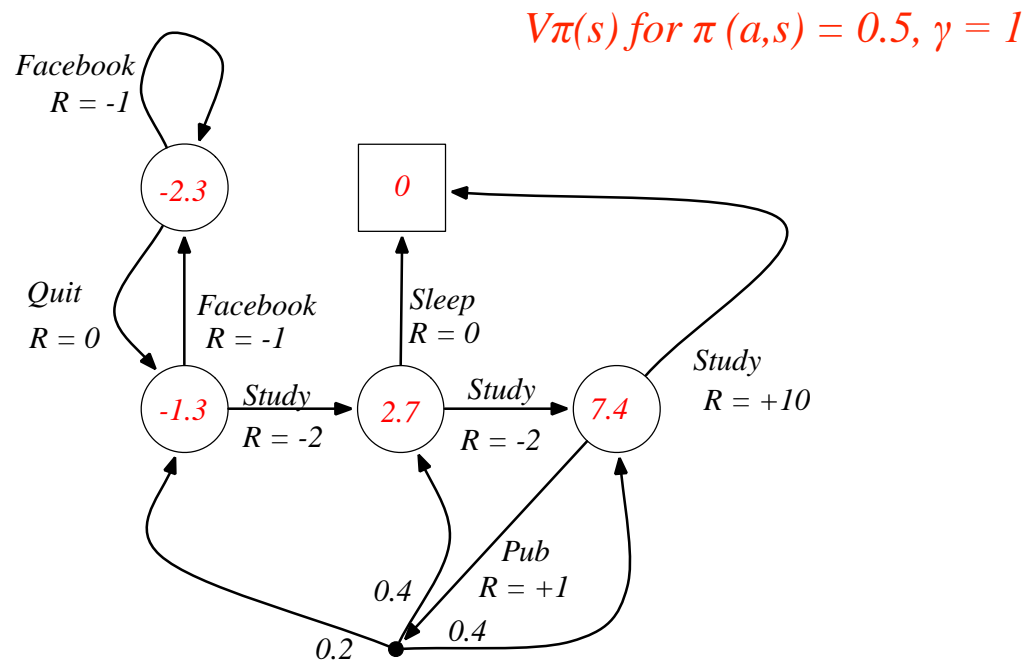 Vπ(s) for π (a,s) = 0.5, γ = 1
Facebook
R = -1
-2.3
0
Quit
R = 0
Facebook
R = -1
Sleep
R = 0
Study
R = +10
-1.3
Study
R = -2
2.7
Study
R = -2
7.4
Pub
R = +1
0.4
0.2
0.4